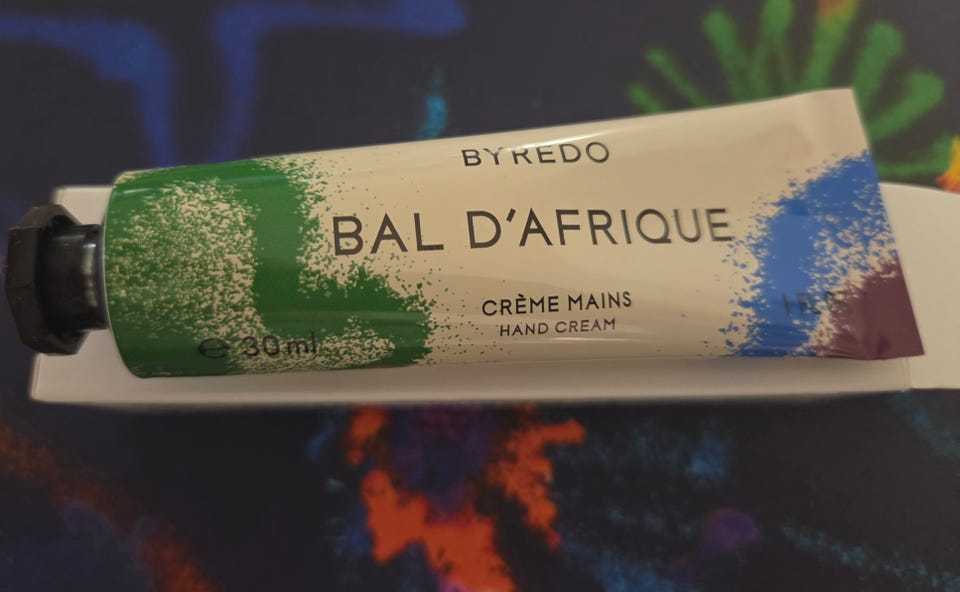 BYREDO
BAL D'AFRIQUE
CRÈME MAINS
HAND CREAM
℮ 30 ml